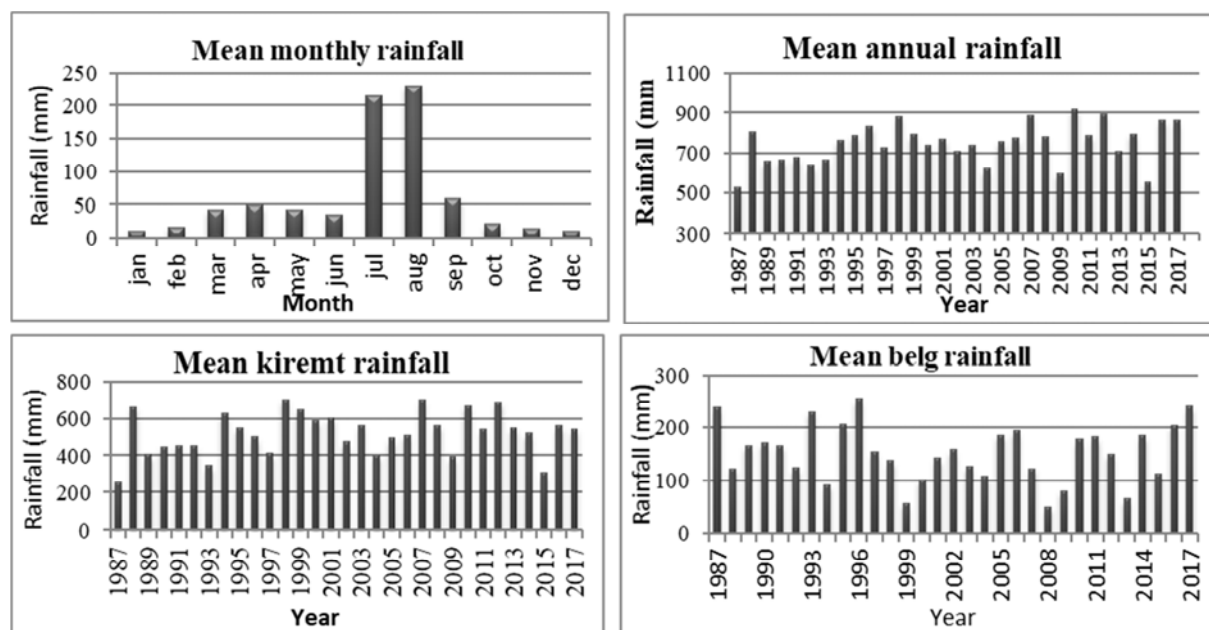 Mean monthly rainfall
Rainfall (mm)
250
200
150
100
50
0
jan feb mar apr may jun jul aug sep oct nov dec
Month
Mean annual rainfall
Rainfall (mm
1100
900
700
500
300
1987 1989 1991 1993 1995 1997 1999 2001 2003 2005 2007 2009 2011 2013 2015 2017
Year
Mean kiremt rainfall
Rainfall (mm)
800
600
400
200
0
1987 1989 1991 1993 1995 1997 1999 2001 2003 2005 2007 2009 2011 2013 2015 2017
Year
Mean belg rainfall
Rainfall (mm)
300
200
100
0
1987 1990 1993 1996 1999 2002 2005 2008 2011 2014 2017
Year